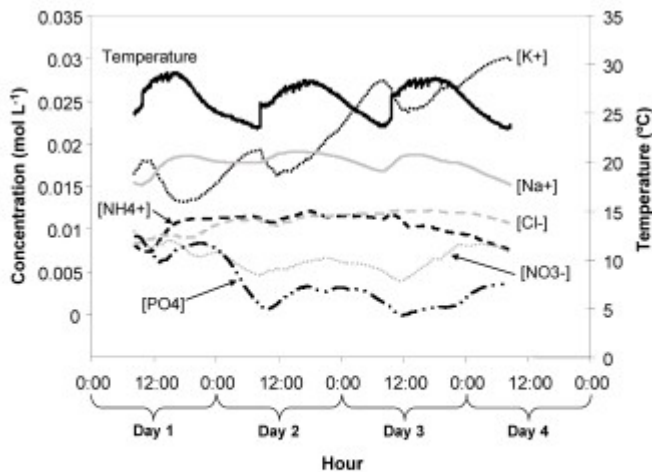 0.035
0.03
0.025
0.02
0.015
0.01
0.005
0
Concentration (mol L-1)
Temperature
[K+]
[Na+]
[NH4+]
[Cl-]
[NO3-]
[PO4]
35
30
25
20
15
10
5
0
Temperature (ºC)
0:00 12:00 0:00 12:00 0:00 12:00 0:00 12:00 0:00
Day 1 Day 2 Day 3 Day 4
Hour